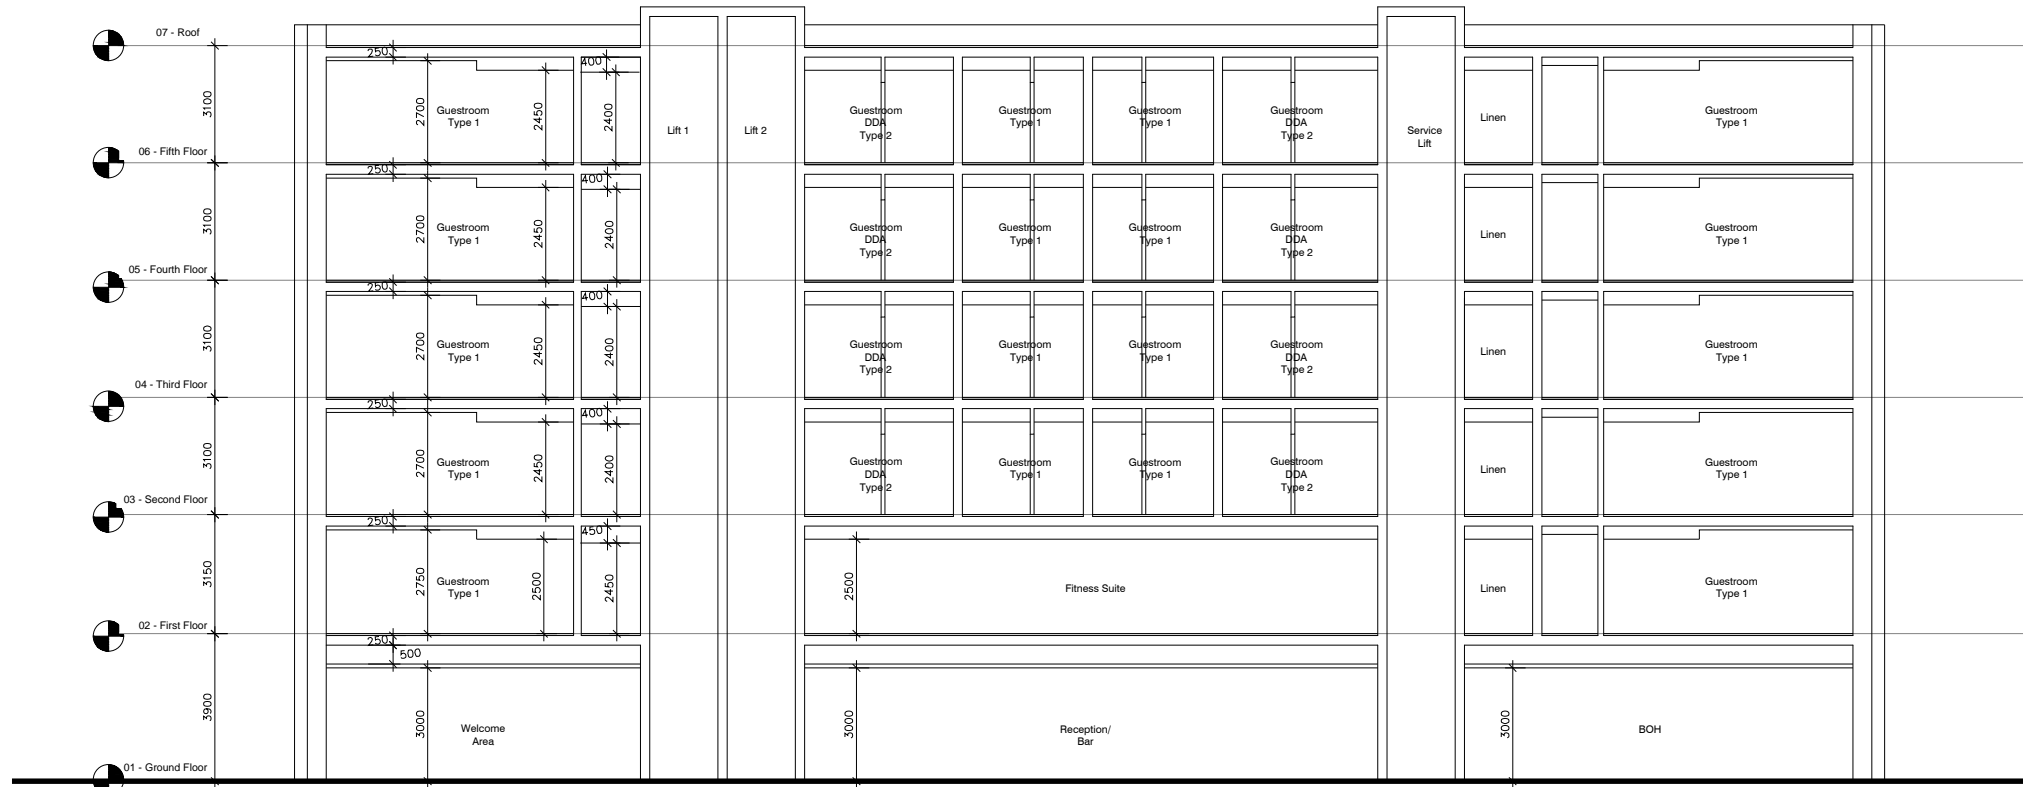 07 - Roof
250
400
3100
2700
Guestroom
Type 1
2450
2400
Lift 1
Lift 2
Guestroom
DDA
Type 2
Guestroom
Type 1
Guestroom
Type 1
Guestroom
DDA
Type 2
Service
Lift
Linen
Guestroom
Type 1
06 - Fifth Floor
250
400
3100
2700
Guestroom
Type 1
2450
2400
Guestroom
DDA
Type 2
Guestroom
Type 1
Guestroom
Type 1
Guestroom
DDA
Type 2
Linen
Guestroom
Type 1
05 - Fourth Floor
250
400
3100
2700
Guestroom
Type 1
2450
2400
Guestroom
DDA
Type 2
Guestroom
Type 1
Guestroom
Type 1
Guestroom
DDA
Type 2
Linen
Guestroom
Type 1
04 - Third Floor
250
400
3100
2700
Guestroom
Type 1
2450
2400
Guestroom
DDA
Type 2
Guestroom
Type 1
Guestroom
Type 1
Guestroom
DDA
Type 2
Linen
Guestroom
Type 1
03 - Second Floor
250
450
3150
2750
Guestroom
Type 1
2500
2450
2500
Fitness Suite
Linen
Guestroom
Type 1
02 - First Floor
250
500
3900
3000
Welcome
Area
3000
Reception/
Bar
3000
BOH
01 - Ground Floor